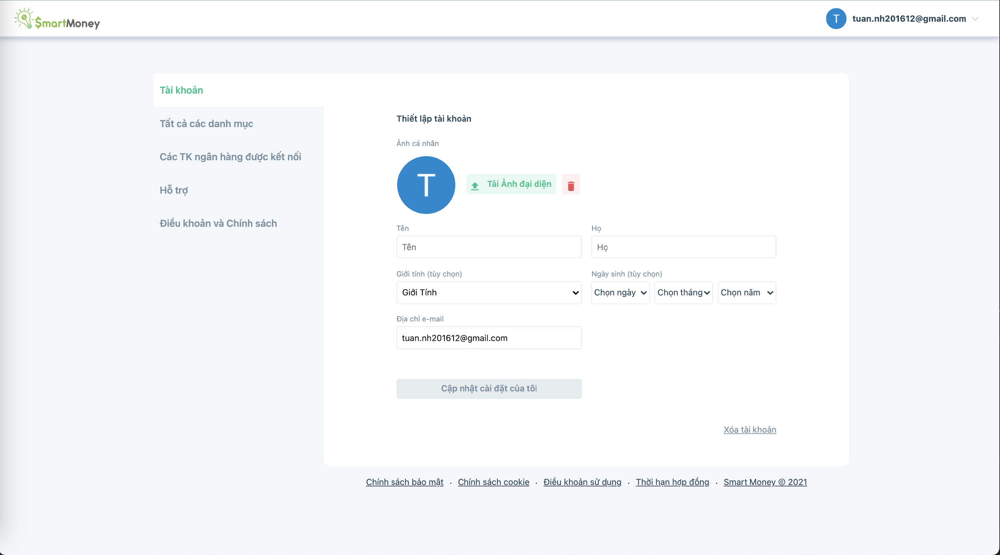 $martMoney
T tuan.nh201612@gmail.com
Tài khoản
Tất cả các danh mục
Các TK ngân hàng được kết nối
Hỗ trợ
Điều khoản và Chính sách
Thiết lập tài khoản
Ảnh cá nhân
T
Tải Ảnh đại diện
Tên Họ
Tên Họ
Giới tính (tùy chọn) Ngày sinh (tùy chọn)
Giới Tính Chọn ngày Chọn tháng Chọn năm
Địa chỉ e-mail
tuan.nh201612@gmail.com
Cập nhật cài đặt của tôi
Xóa tài khoản
Chính sách bảo mật · Chính sách cookie · Điều khoản sử dụng · Thời hạn hợp đồng · Smart Money © 2021